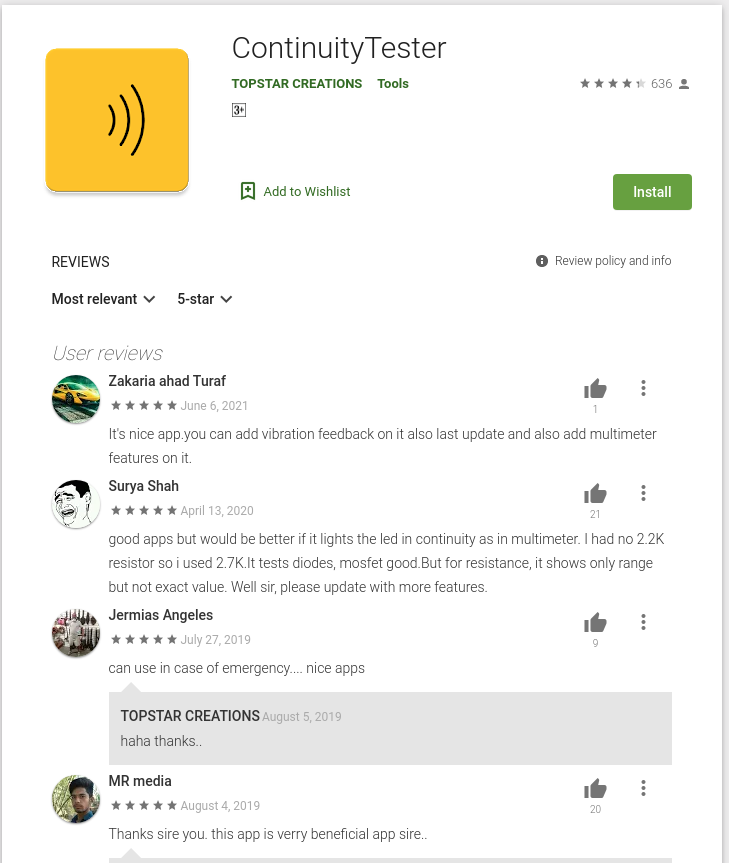 ContinuityTester
TOPSTAR CREATIONS Tools
636
3+
Add to Wishlist
Install
REVIEWS
Review policy and info
Most relevant
5-star
User reviews
Zakaria ahad Turaf
June 6, 2021
1
It's nice app.you can add vibration feedback on it also last update and also add multimeter
features on it.
Surya Shah
April 13, 2020
21
good apps but would be better if it lights the led in continuity as in multimeter. I had no 2.2K
resistor so i used 2.7K.It tests diodes, mosfet good.But for resistance, it shows only range
but not exact value. Well sir, please update with more features.
Jermias Angeles
July 27, 2019
9
can use in case of emergency.... nice apps
TOPSTAR CREATIONS August 5, 2019
haha thanks..
MR media
August 4, 2019
20
Thanks sire you. this app is verry beneficial app sire..